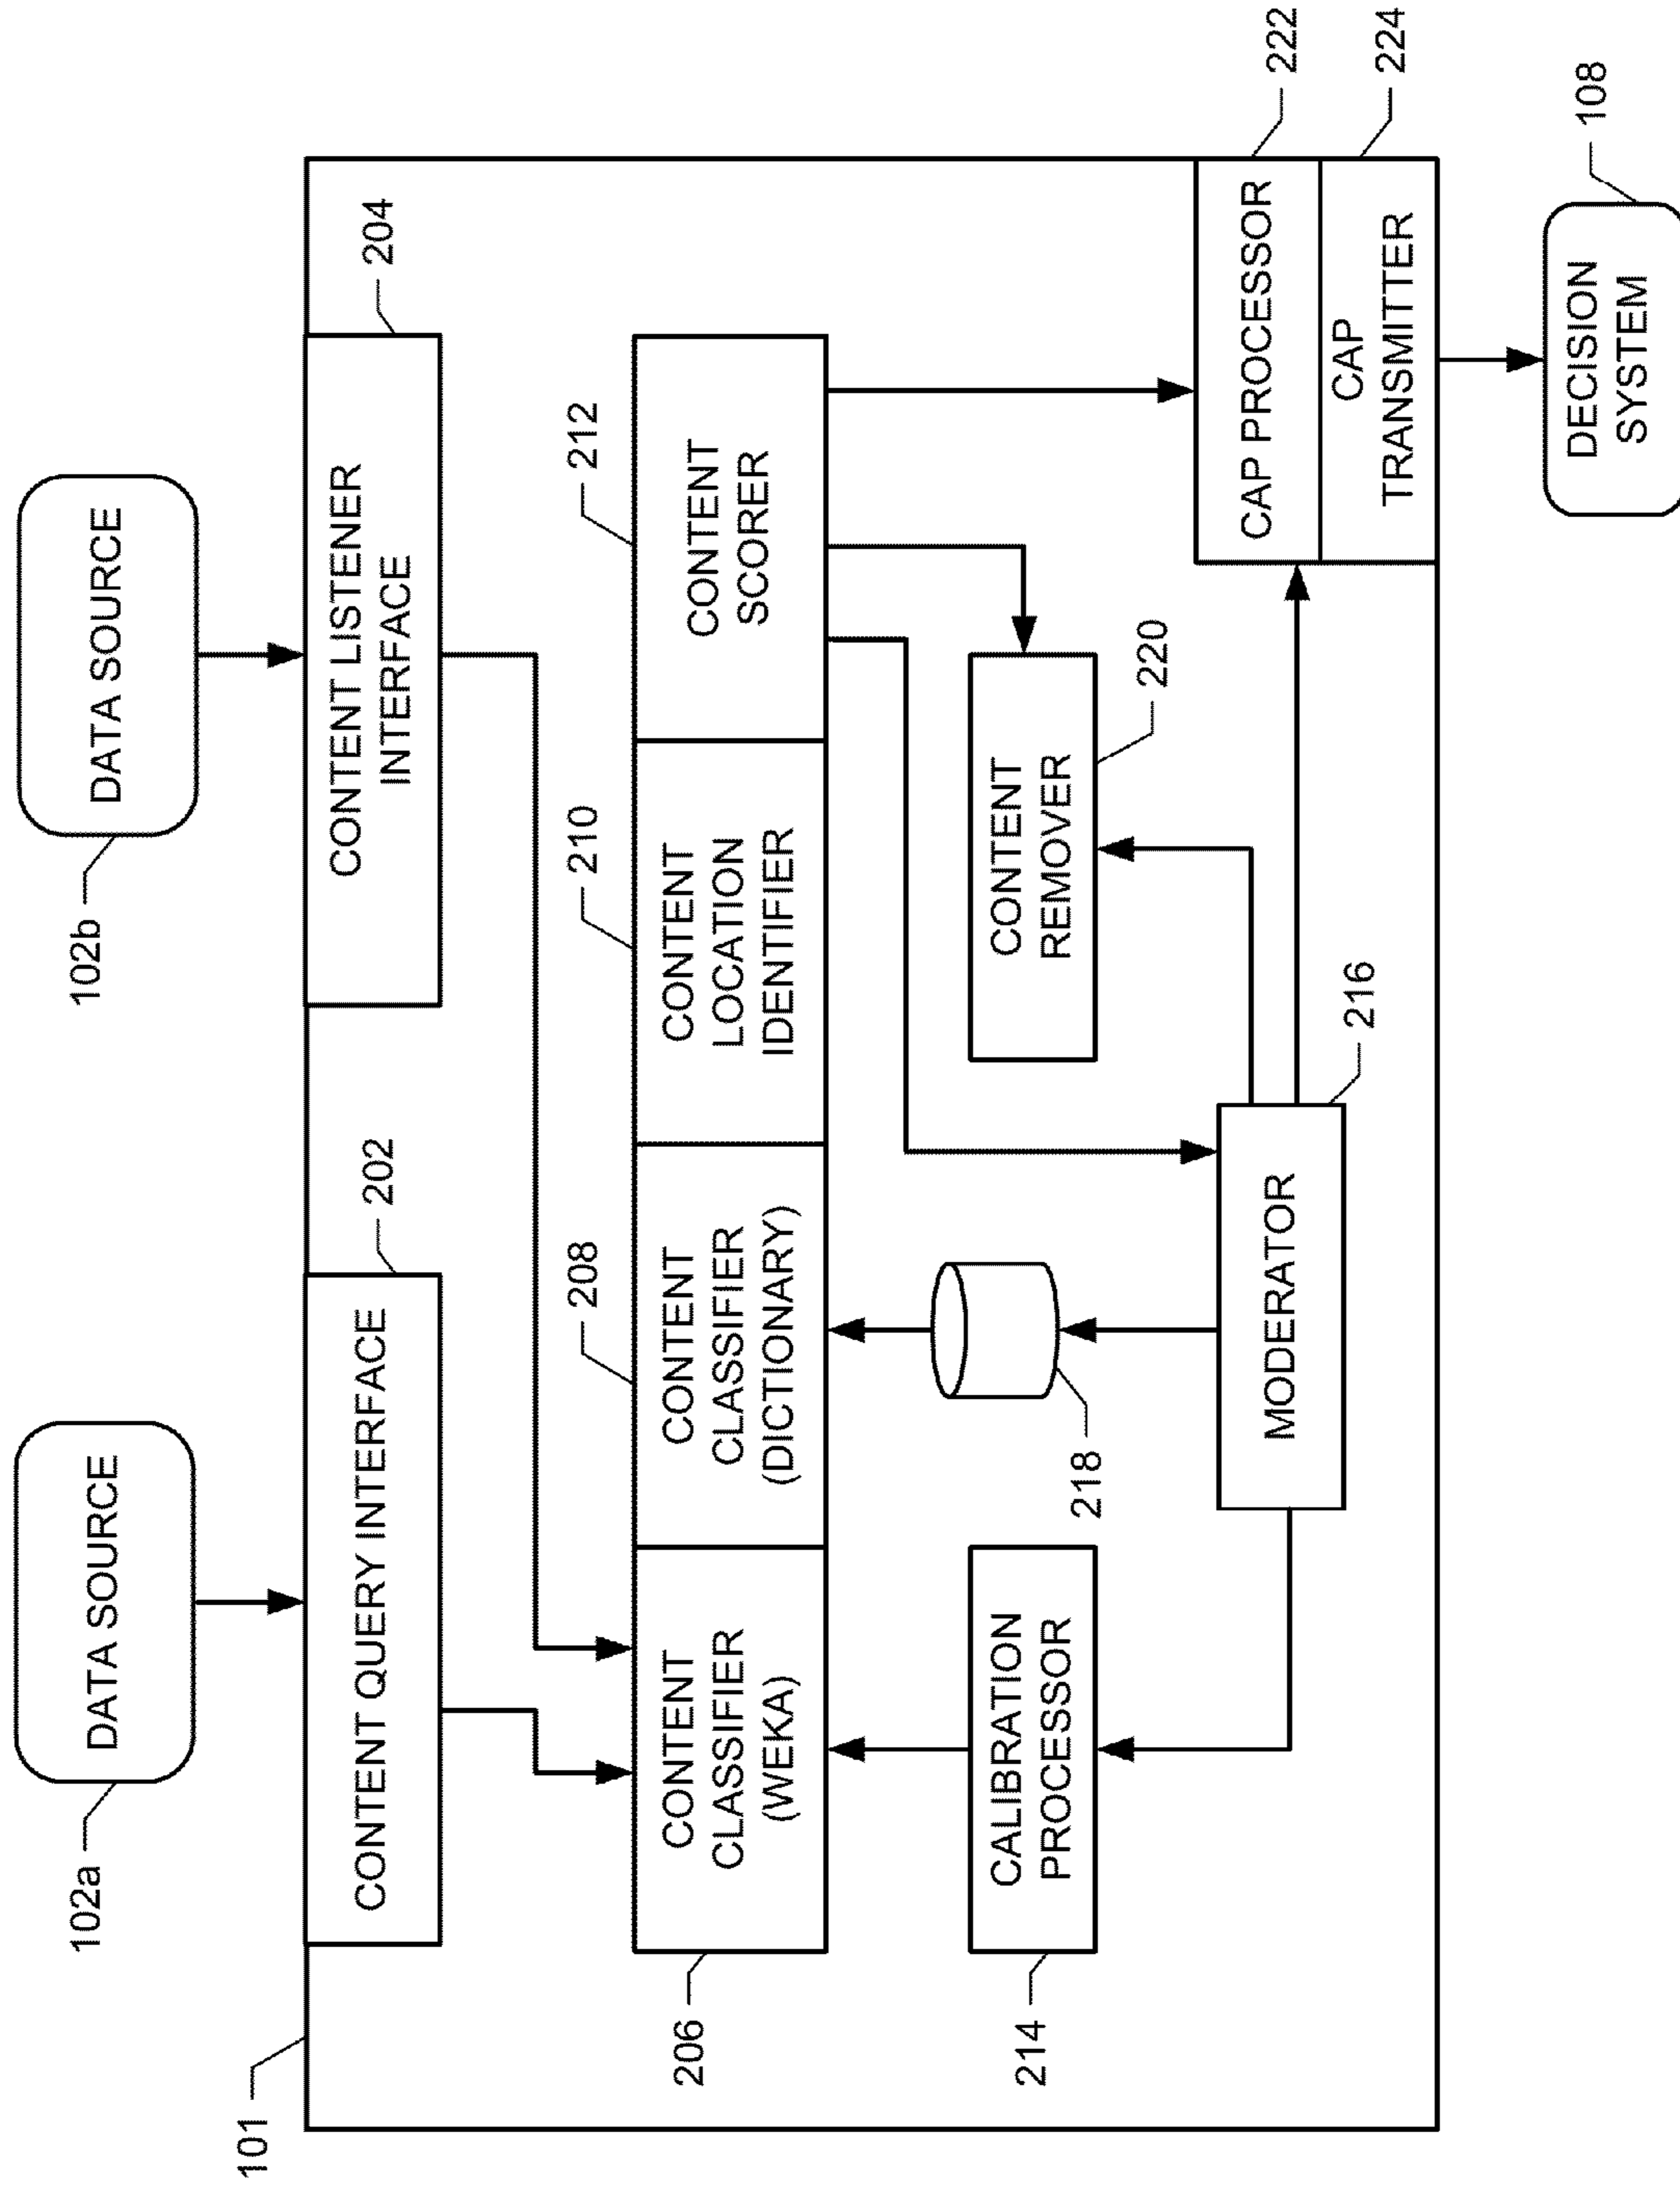 102a
DATA SOURCE
102b
DATA SOURCE
101
CONTENT QUERY INTERFACE
202
CONTENT LISTENER
INTERFACE
204
206
CONTENT
CLASSIFIER
(WEKA)
208
CONTENT
CLASSIFIER
(DICTIONARY)
210
CONTENT
LOCATION
IDENTIFIER
212
CONTENT
SCORER
214
CALIBRATION
PROCESSOR
218
CONTENT
REMOVER
220
MODERATOR
216
CAP PROCESSOR
222
CAP
TRANSMITTER
224
DECISION
SYSTEM
108